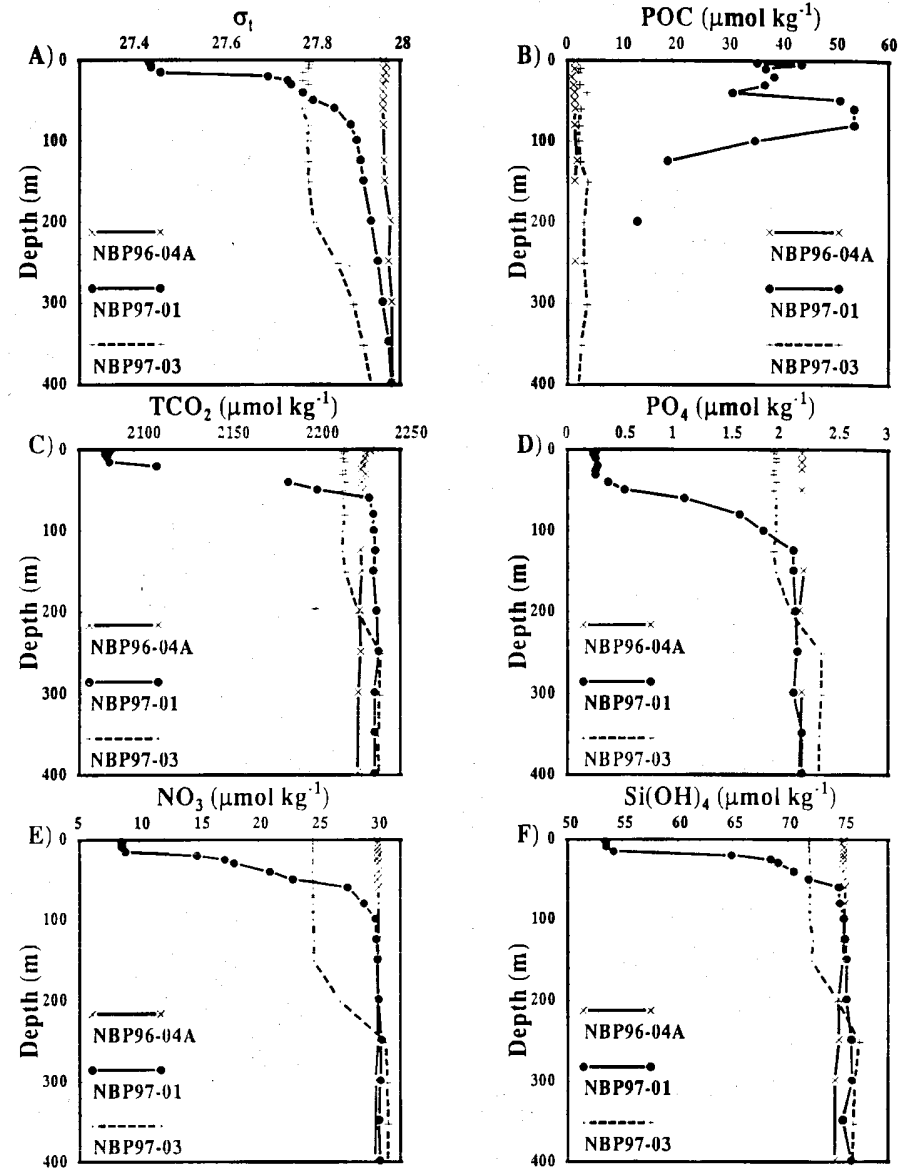 σt
27.4 27.6 27.8 28
A)
0
100
200
300
400
Depth (m)
NBP96-04A
NBP97-01
NBP97-03
POC (μmol kg⁻¹)
0 10 20 30 40 50 60
B)
0
100
200
300
400
Depth (m)
NBP96-04A
NBP97-01
NBP97-03
TCO₂ (μmol kg⁻¹)
2100 2150 2200 2250
C)
0
100
200
300
400
Depth (m)
NBP96-04A
NBP97-01
NBP97-03
PO₄ (μmol kg⁻¹)
0 0.5 1 1.5 2 2.5 3
D)
0
100
200
300
400
Depth (m)
NBP96-04A
NBP97-01
NBP97-03
NO₃ (μmol kg⁻¹)
5 10 15 20 25 30
E)
0
100
200
300
400
Depth (m)
NBP96-04A
NBP97-01
NBP97-03
Si(OH)₄ (μmol kg⁻¹)
50 55 60 65 70 75
F)
0
100
200
300
400
Depth (m)
NBP96-04A
NBP97-01
NBP97-03